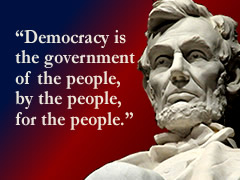 “Democracy is
the government
of the people,
by the people,
for the people.”